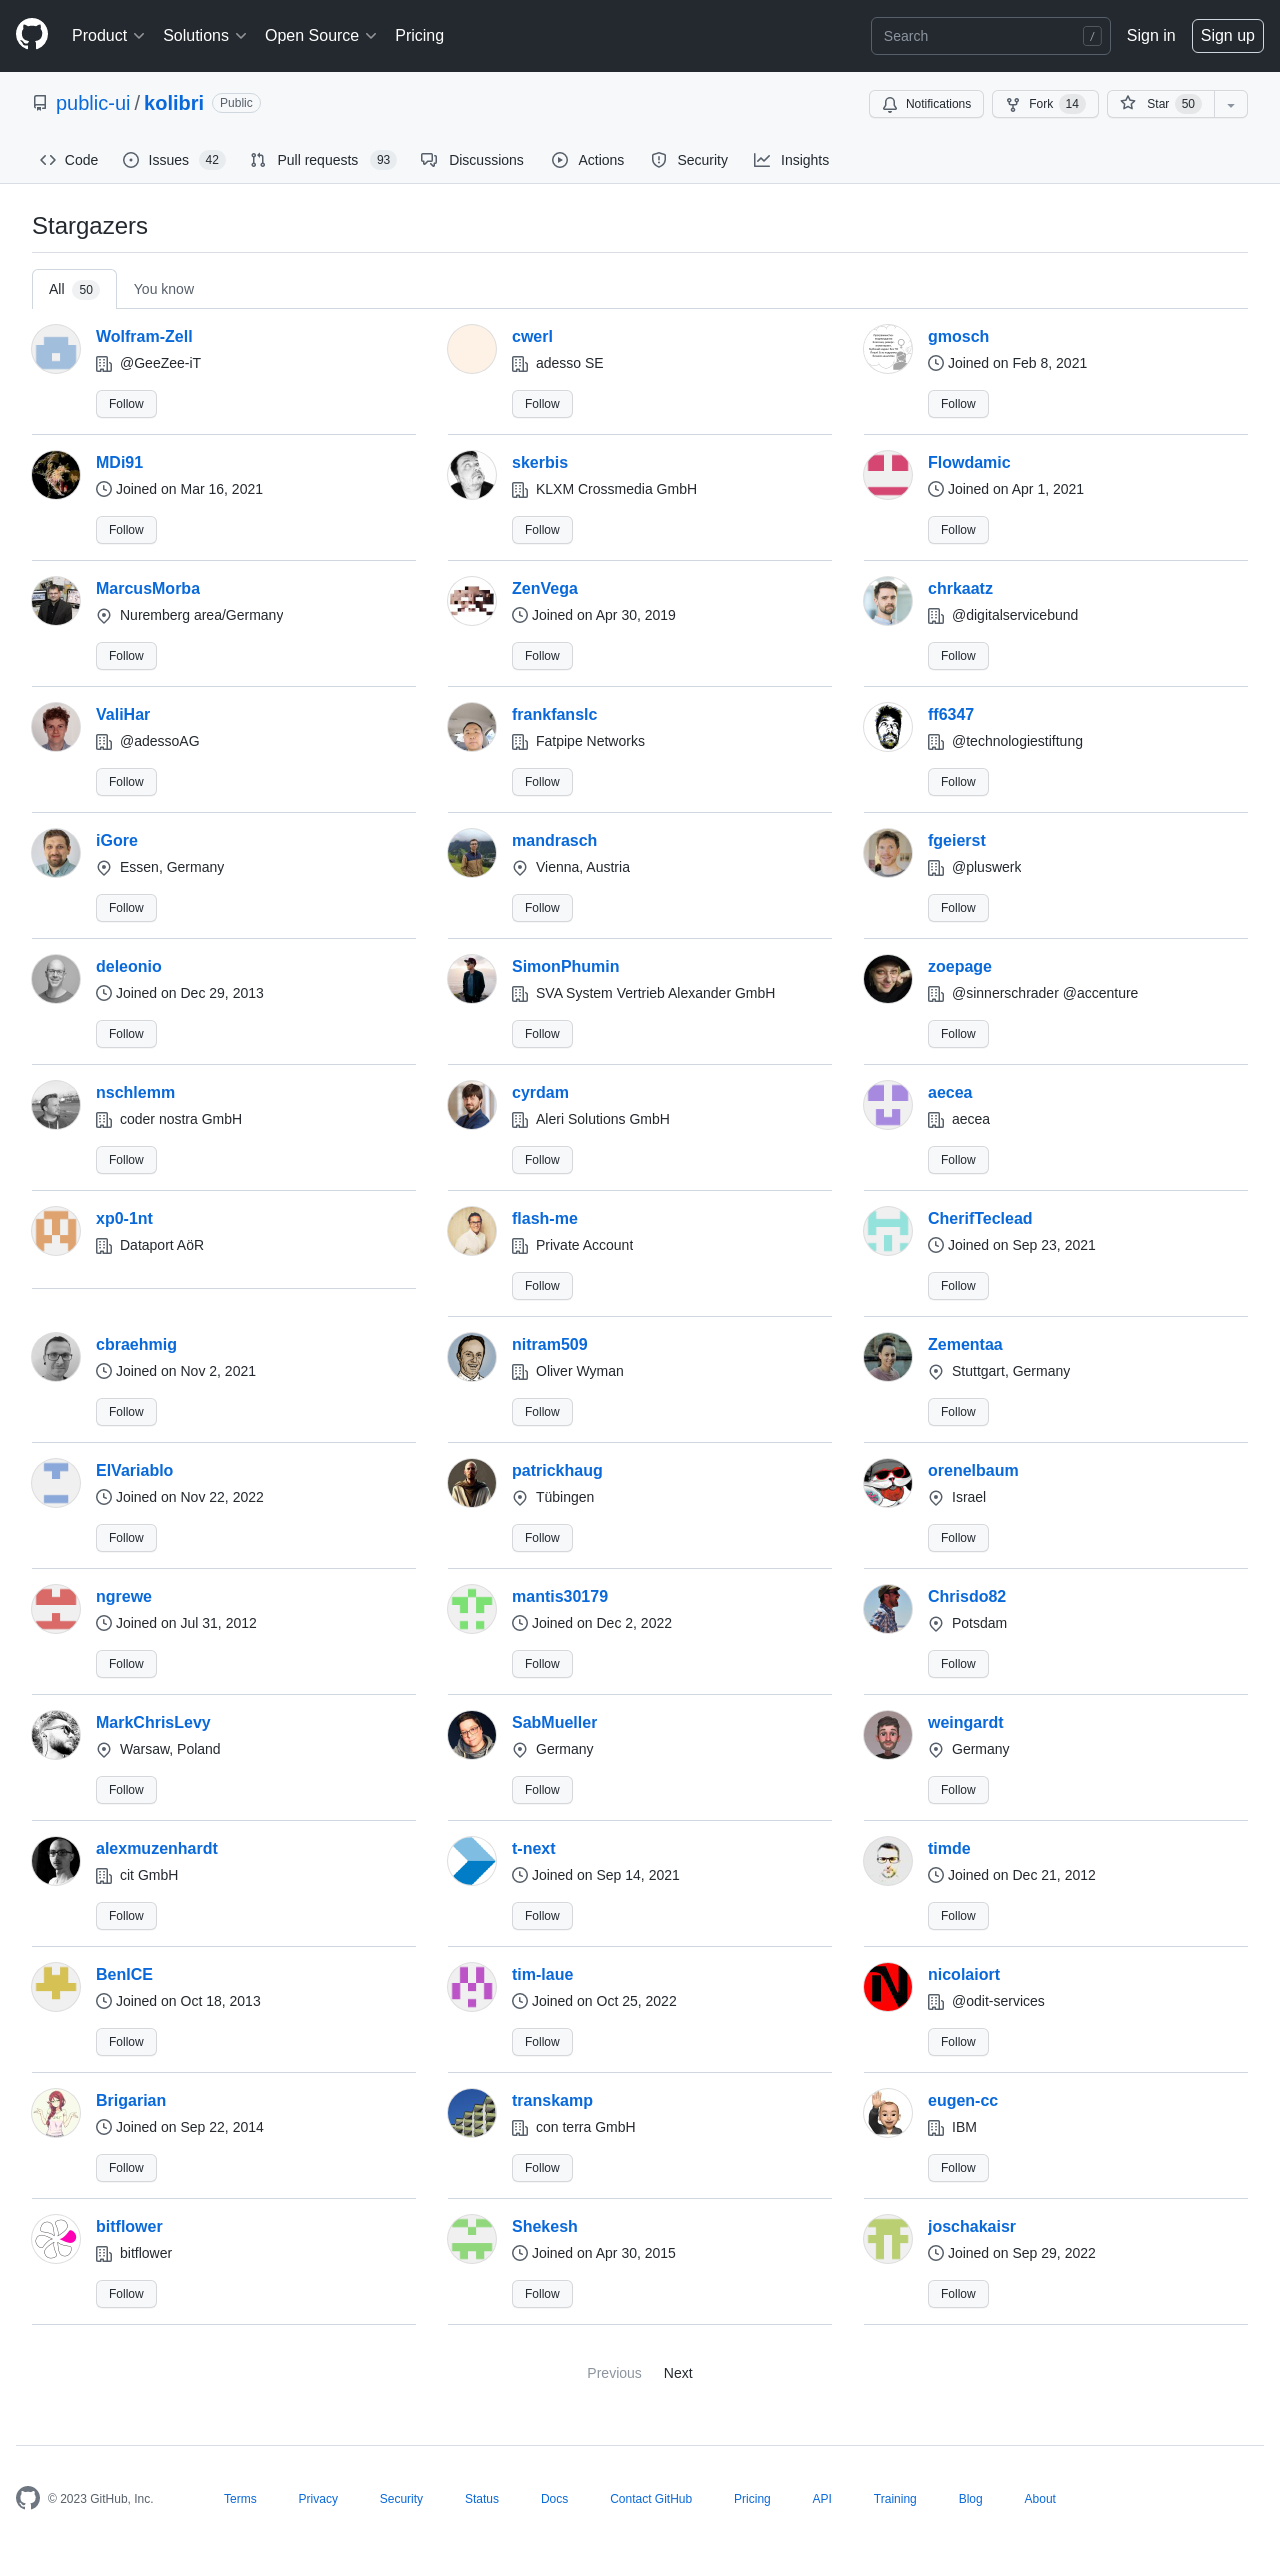 Product Solutions Open Source Pricing Search / Sign in Sign up
public-ui / kolibri Public Notifications Fork 14 Star 50
Code Issues 42 Pull requests 93 Discussions Actions Security Insights
Stargazers
All 50 You know
Wolfram-Zell
@GeeZee-iT
Follow
cwerl
adesso SE
Follow
gmosch
Joined on Feb 8, 2021
Follow
MDi91
Joined on Mar 16, 2021
Follow
skerbis
KLXM Crossmedia GmbH
Follow
Flowdamic
Joined on Apr 1, 2021
Follow
MarcusMorba
Nuremberg area/Germany
Follow
ZenVega
Joined on Apr 30, 2019
Follow
chrkaatz
@digitalservicebund
Follow
ValiHar
@adessoAG
Follow
frankfanslc
Fatpipe Networks
Follow
ff6347
@technologiestiftung
Follow
iGore
Essen, Germany
Follow
mandrasch
Vienna, Austria
Follow
fgeierst
@pluswerk
Follow
deleonio
Joined on Dec 29, 2013
Follow
SimonPhumin
SVA System Vertrieb Alexander GmbH
Follow
zoepage
@sinnerschrader @accenture
Follow
nschlemm
coder nostra GmbH
Follow
cyrdam
Aleri Solutions GmbH
Follow
aecea
aecea
Follow
xp0-1nt
Dataport AöR
flash-me
Private Account
Follow
CherifTeclead
Joined on Sep 23, 2021
Follow
cbraehmig
Joined on Nov 2, 2021
Follow
nitram509
Oliver Wyman
Follow
Zementaa
Stuttgart, Germany
Follow
ElVariablo
Joined on Nov 22, 2022
Follow
patrickhaug
Tübingen
Follow
orenelbaum
Israel
Follow
ngrewe
Joined on Jul 31, 2012
Follow
mantis30179
Joined on Dec 2, 2022
Follow
Chrisdo82
Potsdam
Follow
MarkChrisLevy
Warsaw, Poland
Follow
SabMueller
Germany
Follow
weingardt
Germany
Follow
alexmuzenhardt
cit GmbH
Follow
t-next
Joined on Sep 14, 2021
Follow
timde
Joined on Dec 21, 2012
Follow
BenICE
Joined on Oct 18, 2013
Follow
tim-laue
Joined on Oct 25, 2022
Follow
nicolaiort
@odit-services
Follow
Brigarian
Joined on Sep 22, 2014
Follow
transkamp
con terra GmbH
Follow
eugen-cc
IBM
Follow
bitflower
bitflower
Follow
Shekesh
Joined on Apr 30, 2015
Follow
joschakaisr
Joined on Sep 29, 2022
Follow
Previous Next
© 2023 GitHub, Inc. Terms Privacy Security Status Docs Contact GitHub Pricing API Training Blog About